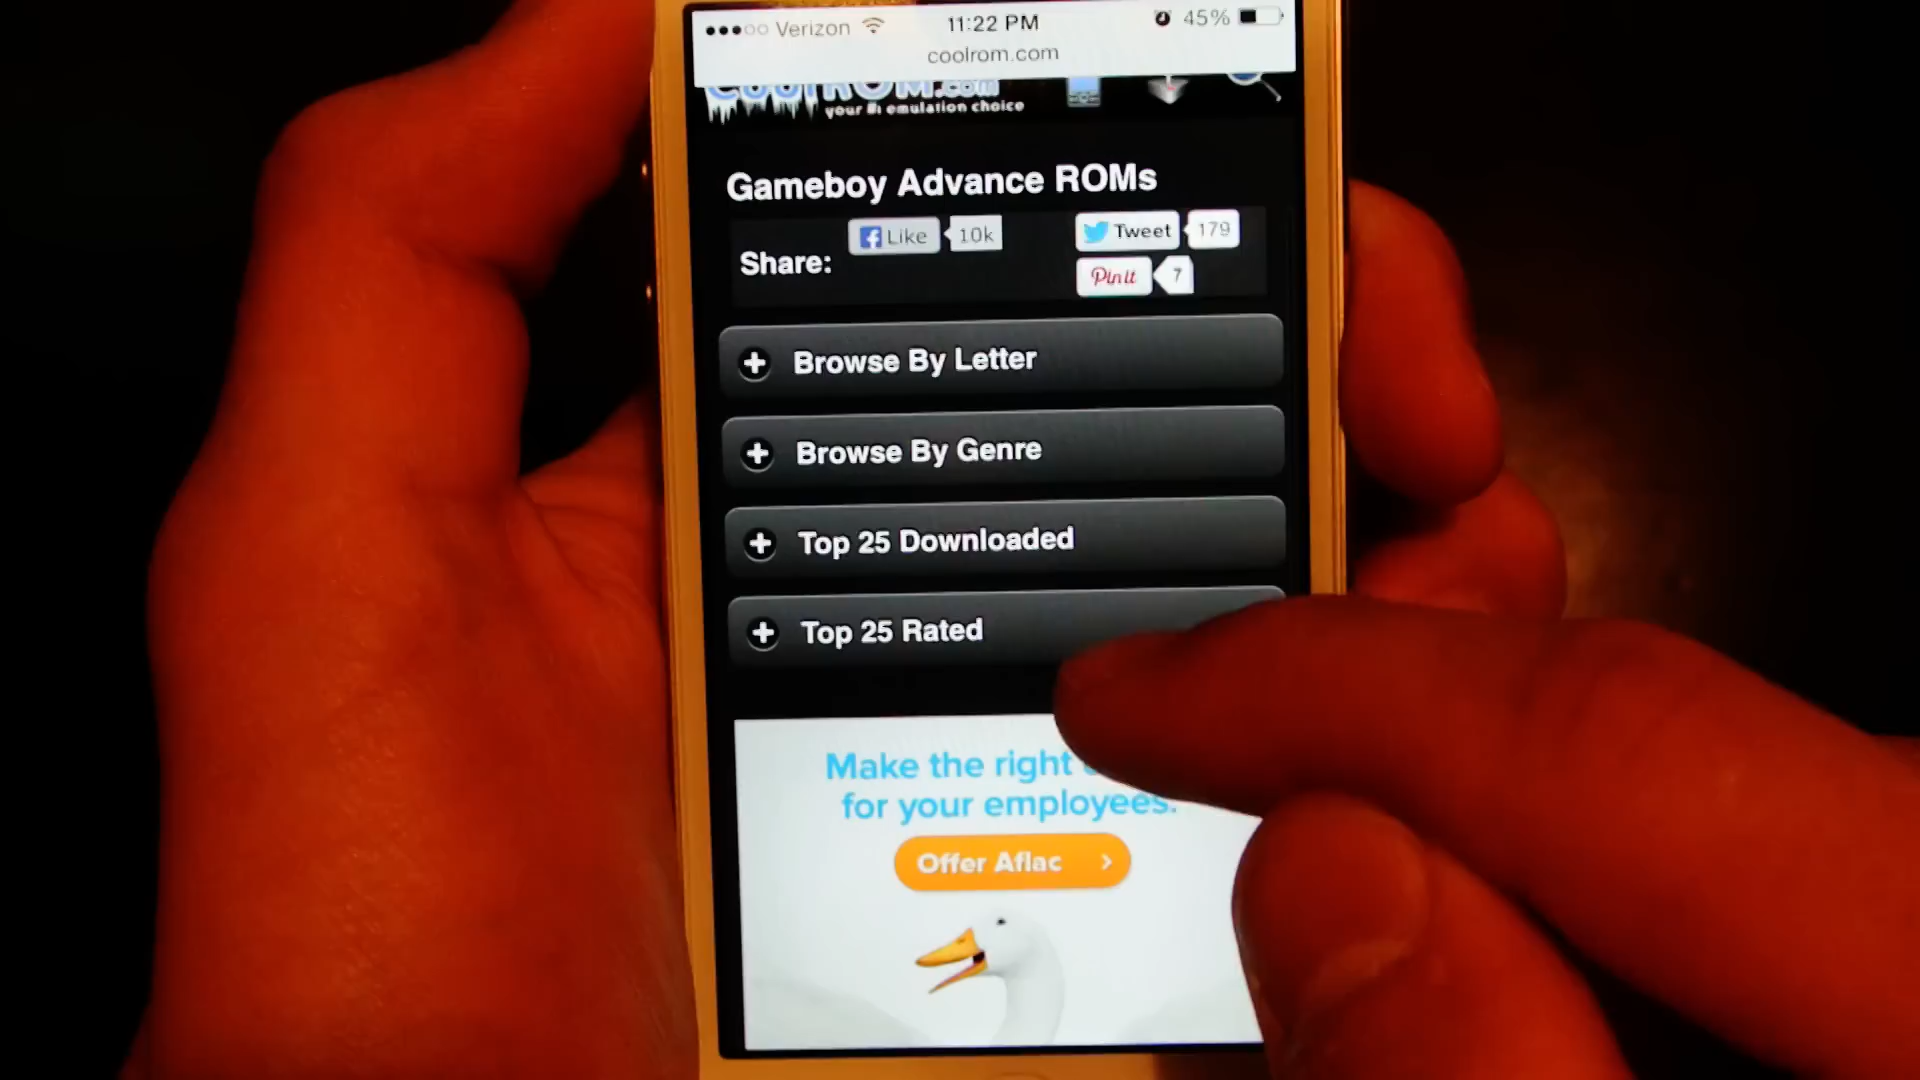 Verizon 11:22 PM 45%
coolrom.com
CoolROM.com
your #1 emulation choice
Gameboy Advance ROMs
Share: Like 10k Tweet 179
Pin it 7
Browse By Letter
Browse By Genre
Top 25 Downloaded
Top 25 Rated
Make the right
for your employees.
Offer Aflac